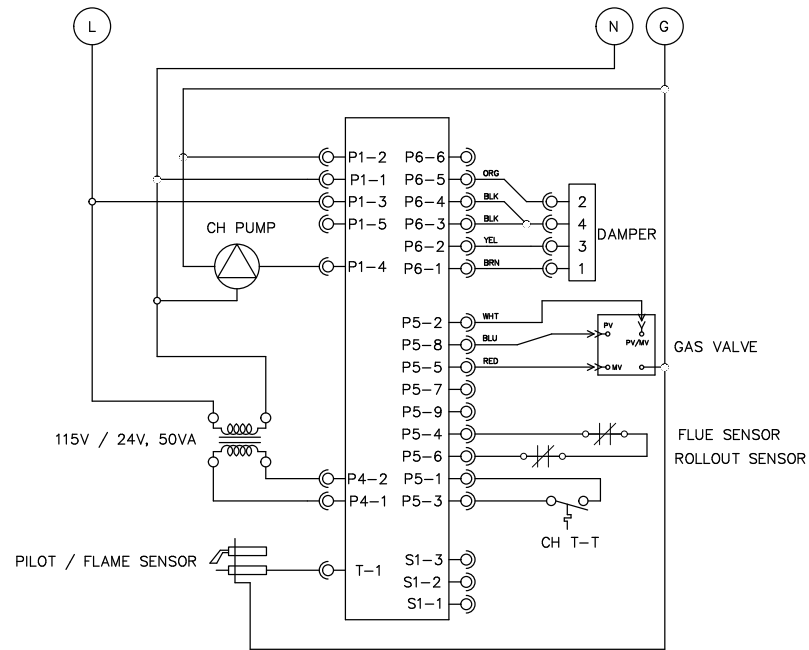 L
N
G
P1-2
P6-6
P1-1
P6-5
ORG
P1-3
P6-4
BLK
2
P1-5
P6-3
BLK
4
CH PUMP
DAMPER
P6-2
YEL
3
P1-4
P6-1
BRN
1
P5-2
WHT
PV
P5-8
BLU
PV/MV
GAS VALVE
P5-5
RED
MV
P5-7
P5-9
P5-4
FLUE SENSOR
115V / 24V, 50VA
P5-6
ROLLOUT SENSOR
P4-2
P5-1
P4-1
P5-3
CH T-T
PILOT / FLAME SENSOR
T-1
S1-3
S1-2
S1-1